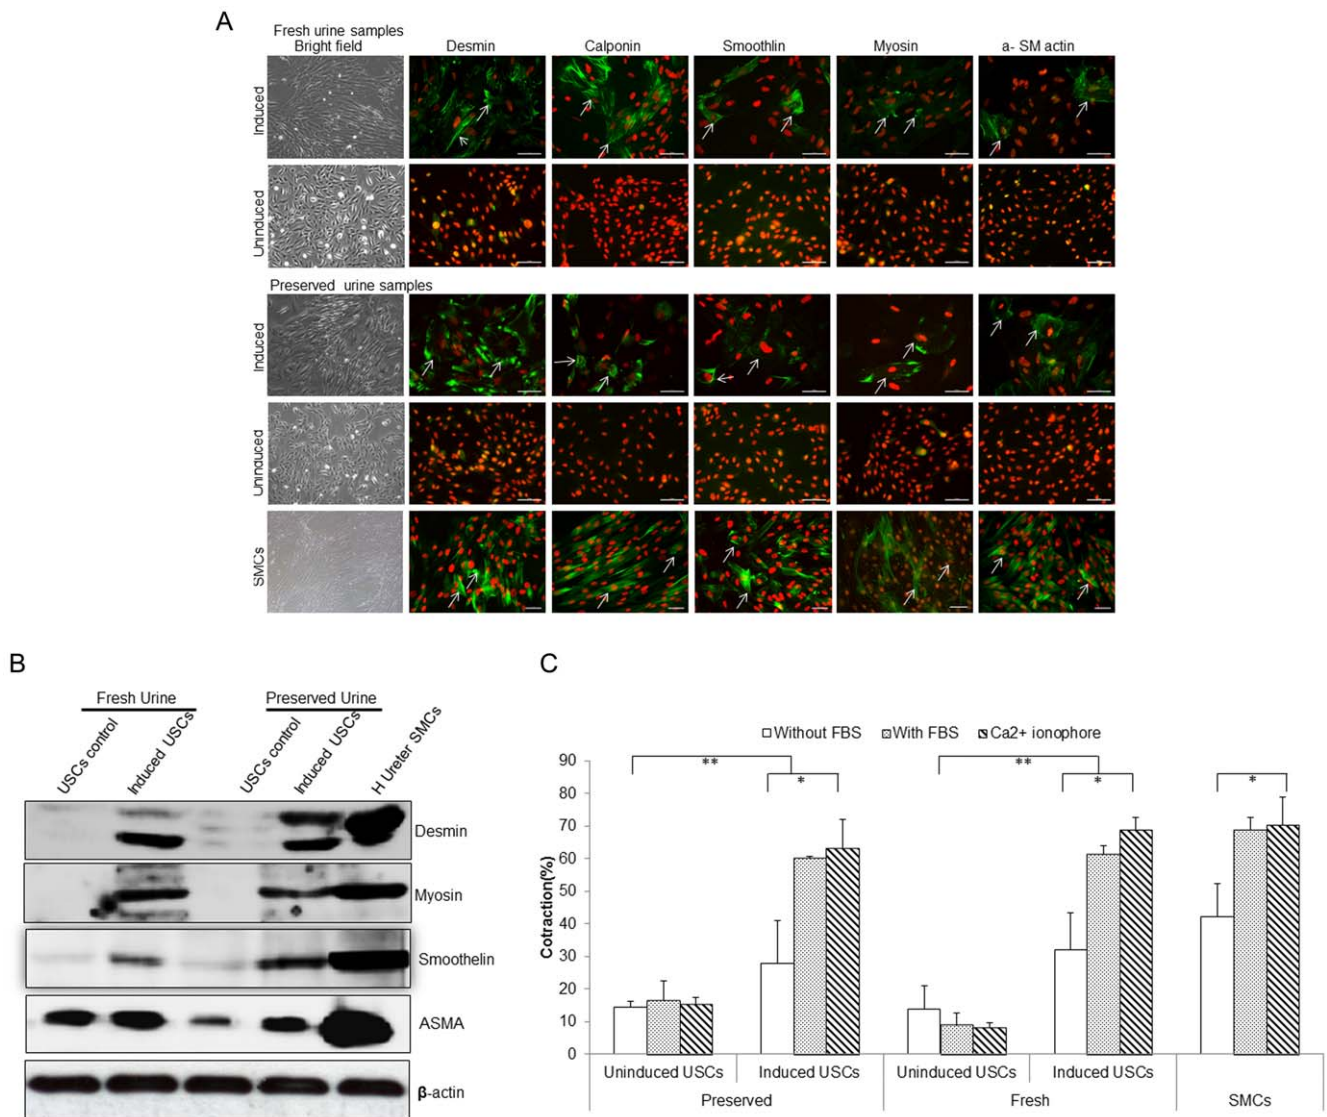 A
Fresh urine samples
Bright field
Desmin
Calponin
Smoothlin
Myosin
a- SM actin
Induced
Uninduced
Preserved urine samples
Induced
Uninduced
SMCs
B
Fresh Urine
Preserved Urine
USCs control
Induced USCs
USCs control
Induced USCs
H Ureter SMCs
Desmin
Myosin
Smoothelin
ASMA
β-actin
C
Without FBS
With FBS
Ca2+ ionophore
Cotraction(%)
90
80
70
60
50
40
30
20
10
0
**
*
**
*
*
Uninduced USCs
Induced USCs
Uninduced USCs
Induced USCs
Preserved
Fresh
SMCs